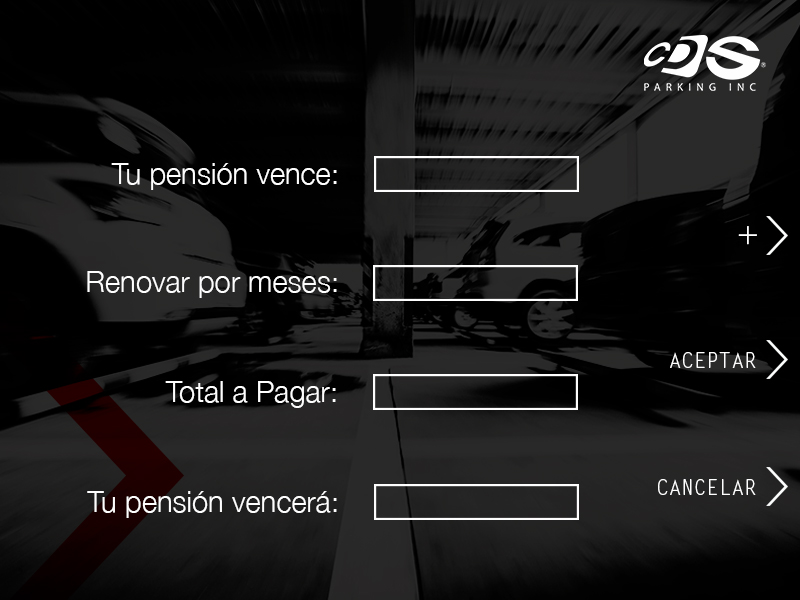 CDS®
PARKING INC
Tu pensión vence:
+
Renovar por meses:
ACEPTAR
Total a Pagar:
CANCELAR
Tu pensión vencerá: